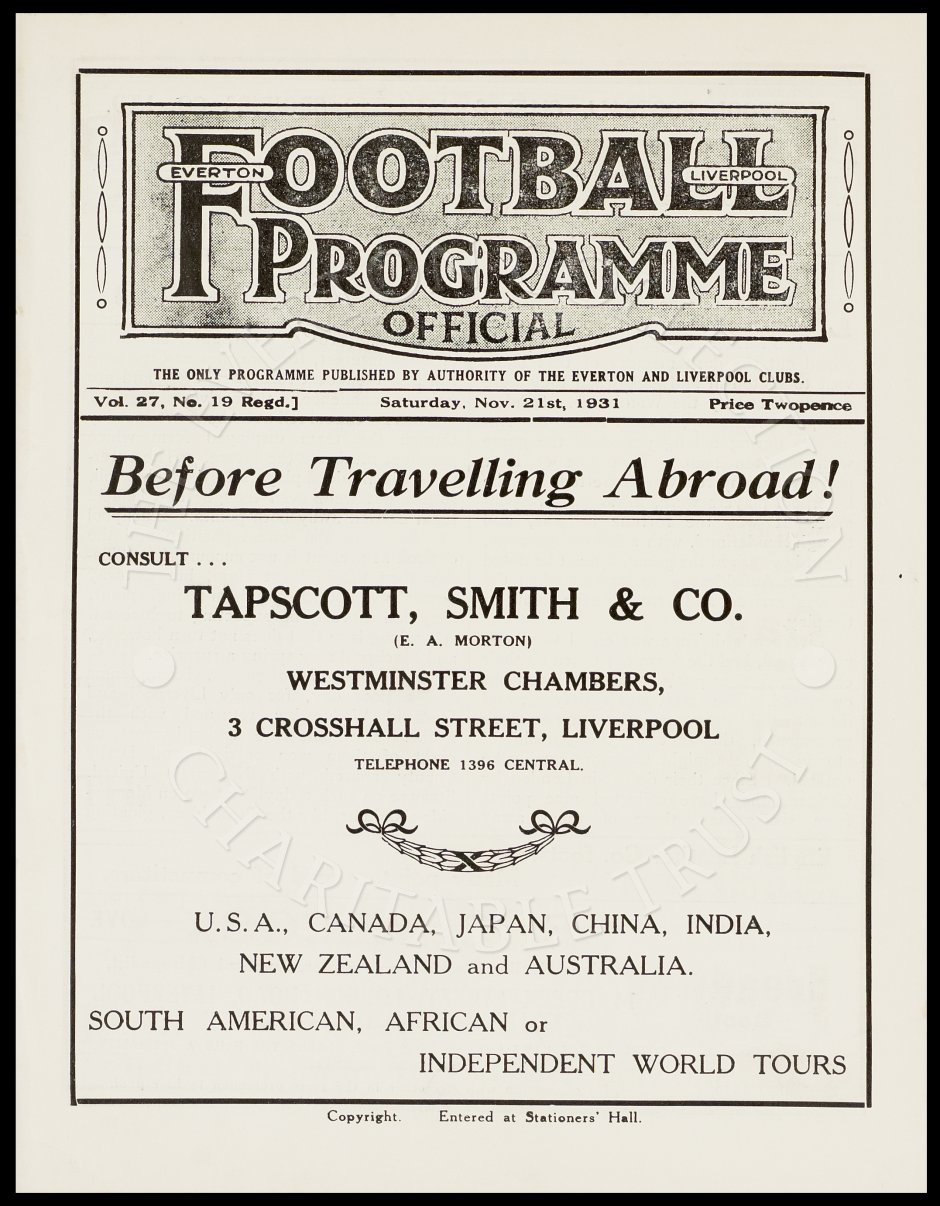 FOOTBALL
EVERTON
LIVERPOOL
PROGRAMME
OFFICIAL
THE ONLY PROGRAMME PUBLISHED BY AUTHORITY OF THE EVERTON AND LIVERPOOL CLUBS.
Vol. 27, No. 19 Regd.] Saturday, Nov. 21st, 1931 Price Twopence
Before Travelling Abroad!
CONSULT . . .
TAPSCOTT, SMITH & CO.
(E. A. MORTON)
WESTMINSTER CHAMBERS,
3 CROSSHALL STREET, LIVERPOOL
TELEPHONE 1396 CENTRAL.
U.S.A., CANADA, JAPAN, CHINA, INDIA,
NEW ZEALAND and AUSTRALIA.
SOUTH AMERICAN, AFRICAN or
INDEPENDENT WORLD TOURS
Copyright. Entered at Stationers' Hall.
CHARITABLE TRUST